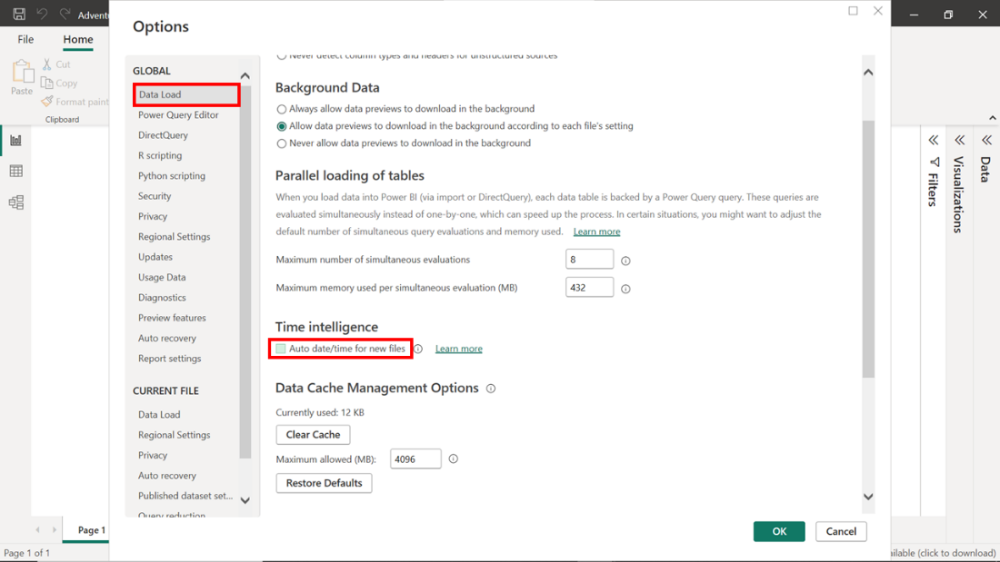 Adventu
Options
File
Home
Paste
Cut
Copy
Format paint
Clipboard
GLOBAL
Data Load
Power Query Editor
DirectQuery
R scripting
Python scripting
Security
Privacy
Regional Settings
Updates
Usage Data
Diagnostics
Preview features
Auto recovery
Report settings
CURRENT FILE
Data Load
Regional Settings
Privacy
Auto recovery
Published dataset set...
Query reduction
Never detect column types and headers for unstructured sources
Background Data
Always allow data previews to download in the background
Allow data previews to download in the background according to each file's setting
Never allow data previews to download in the background
Parallel loading of tables
When you load data into Power BI (via import or DirectQuery), each data table is backed by a Power Query query. These queries are
evaluated simultaneously instead of one-by-one, which can speed up the process. In certain situations, you might want to adjust the
default number of simultaneous query evaluations and memory used. Learn more
Maximum number of simultaneous evaluations 8
Maximum memory used per simultaneous evaluation (MB) 432
Time intelligence
Auto date/time for new files Learn more
Data Cache Management Options
Currently used: 12 KB
Clear Cache
Maximum allowed (MB): 4096
Restore Defaults
OK Cancel
Filters
Visualizations
Data
Page 1
Page 1 of 1
ailable (click to download)